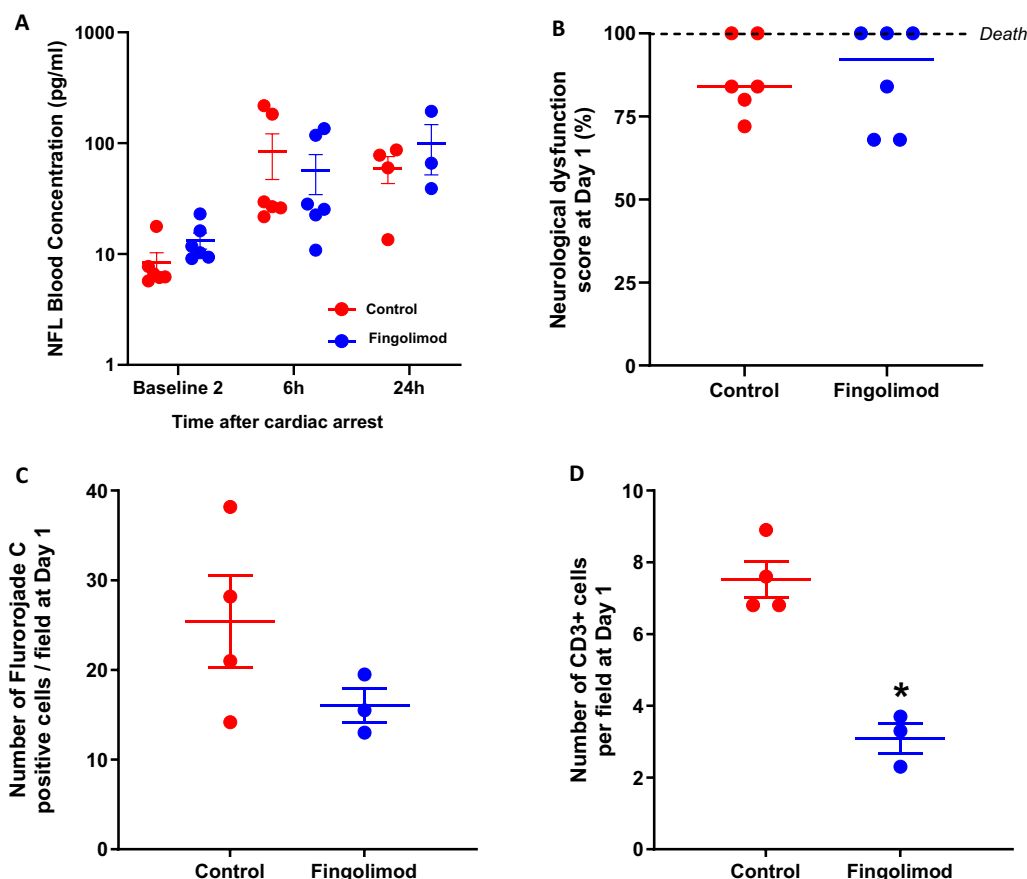 A
NFL Blood Concentration (pg/ml)
1000
100
10
1
Baseline 2
6h
24h
Time after cardiac arrest
Control
Fingolimod
B
Neurological dysfunction
score at Day 1 (%)
100
75
50
25
0
Death
Control
Fingolimod
C
Number of Flurorojade C
positive cells / field at Day 1
40
30
20
10
0
Control
Fingolimod
D
Number of CD3+ cells
per field at Day 1
10
8
6
4
2
0
*
Control
Fingolimod